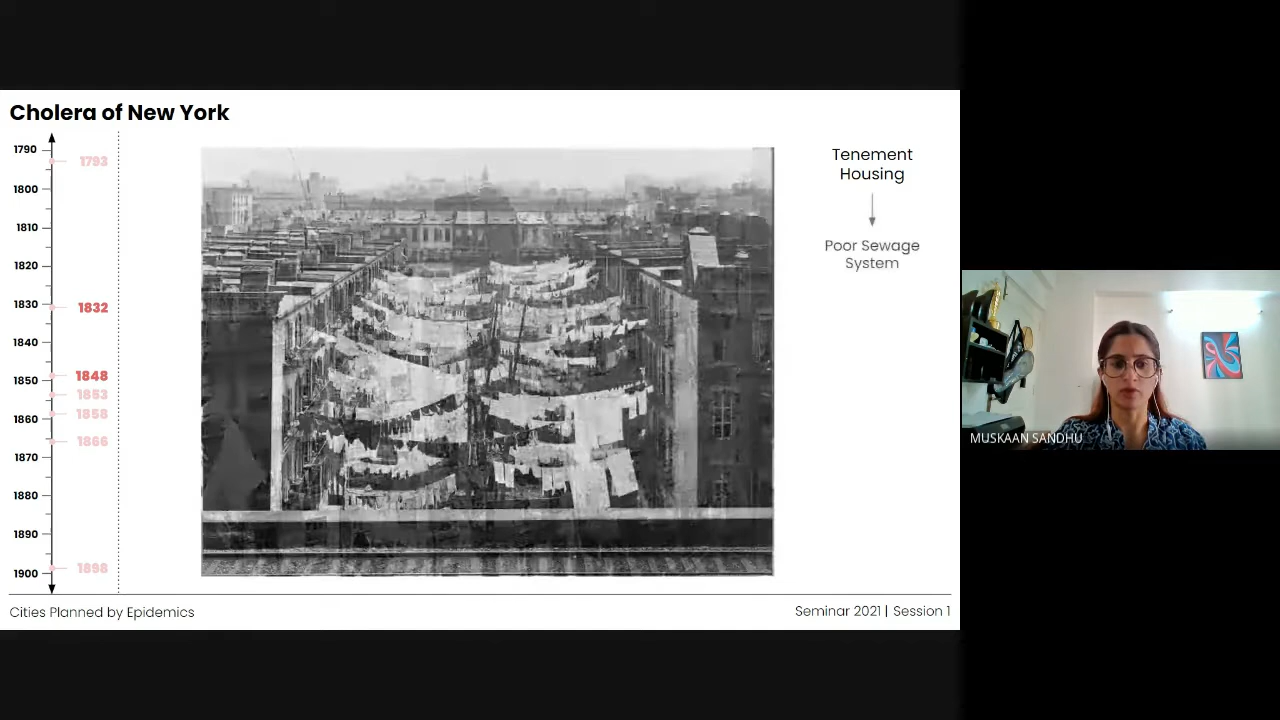 Cholera of New York
1790
1793
1800
1810
1820
1830
1832
1840
1848
1850
1853
1858
1860
1866
1870
1880
1890
1898
1900
Tenement
Housing
Poor Sewage
System
Cities Planned by Epidemics
Seminar 2021 | Session 1
MUSKAAN SANDHU